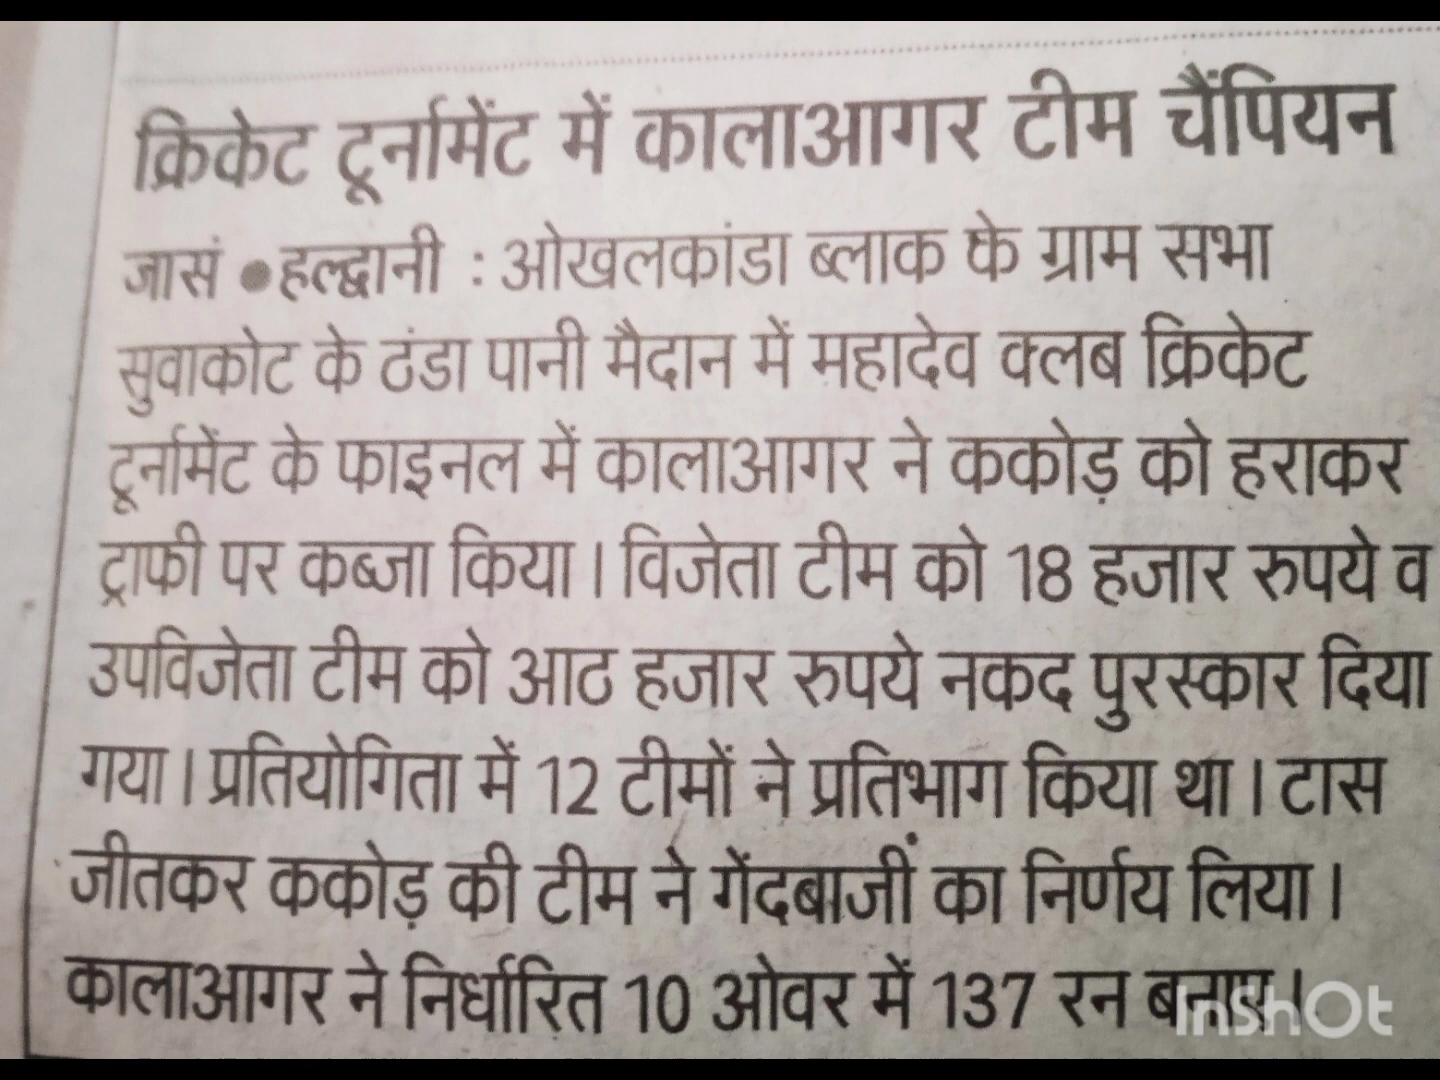 क्रिकेट टूर्नामेंट में कालाआगर टीम चैंपियन
जासं ●हल्द्वानी : ओखलकांडा ब्लाक के ग्राम सभा
सुवाकोट के ठंडा पानी मैदान में महादेव क्लब क्रिकेट
टूर्नामेंट के फाइनल में कालाआगर ने ककोड़ को हराकर
ट्राफी पर कब्जा किया। विजेता टीम को 18 हजार रुपये व
उपविजेता टीम को आठ हजार रुपये नकद पुरस्कार दिया
गया। प्रतियोगिता में 12 टीमों ने प्रतिभाग किया था। टास
जीतकर ककोड़ की टीम ने गेंदबाजीं का निर्णय लिया।
कालाआगर ने निर्धारित 10 ओवर में 137 रन बनाए।
InShOt